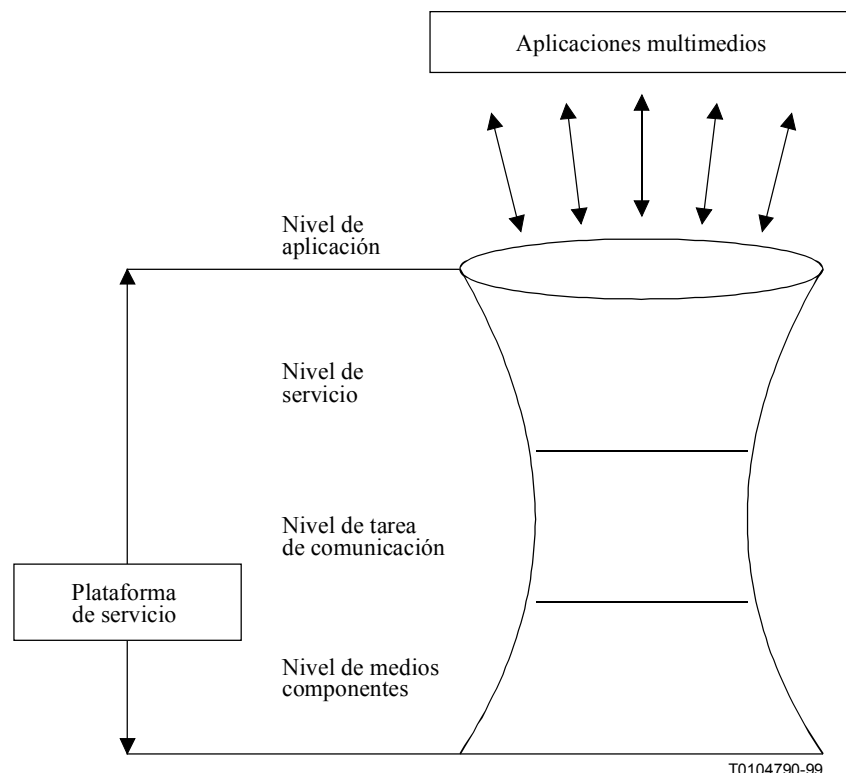 Aplicaciones multimedios
Nivel de
aplicación
Nivel de
servicio
Nivel de tarea
de comunicación
Plataforma
de servicio
Nivel de medios
componentes
T0104790-99